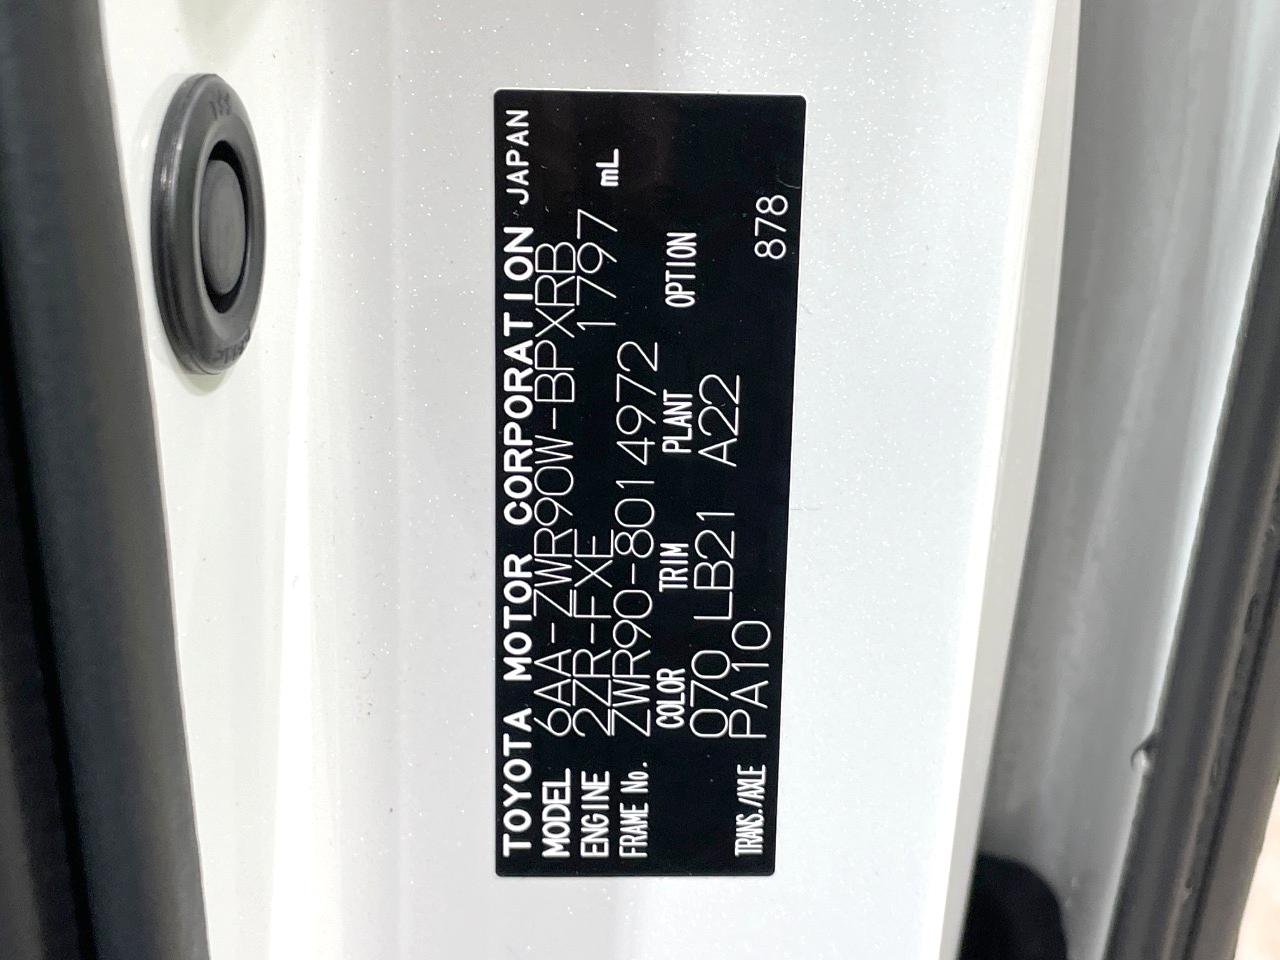 TOYOTA MOTOR CORPORATION JAPAN
MODEL 6AA-ZWR90W-BPXRB
ENGINE 2ZR-FXE 1797 mL
FRAME No. ZWR90-8014972
COLOR TRIM PLANT OPTION
070 LB21 A22
TRANS./AXLE PA10 878